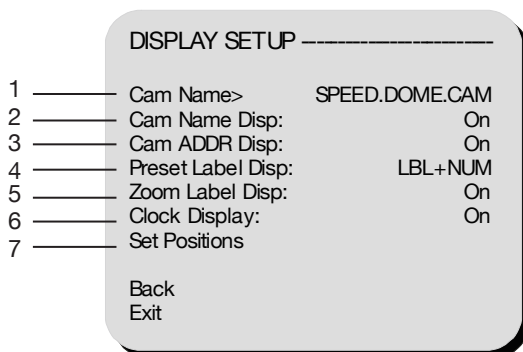 DISPLAY SETUP ----------------------
1 Cam Name> SPEED.DOME.CAM
2 Cam Name Disp: On
3 Cam ADDR Disp: On
4 Preset Label Disp: LBL+NUM
5 Zoom Label Disp: On
6 Clock Display: On
7 Set Positions
Back
Exit